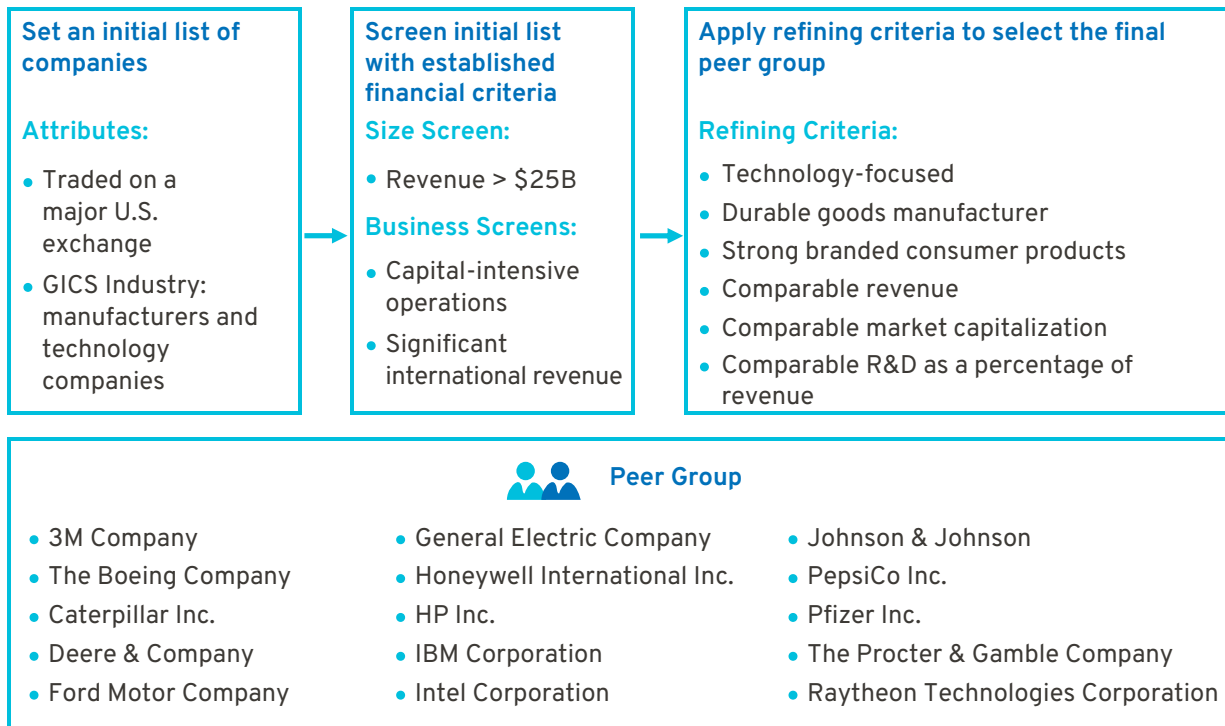 Set an initial list of
companies
Attributes:
• Traded on a
major U.S.
exchange
• GICS Industry:
manufacturers and
technology
companies
Screen initial list
with established
financial criteria
Size Screen:
• Revenue > $25B
Business Screens:
• Capital-intensive
operations
• Significant
international revenue
Apply refining criteria to select the final
peer group
Refining Criteria:
• Technology-focused
• Durable goods manufacturer
• Strong branded consumer products
• Comparable revenue
• Comparable market capitalization
• Comparable R&D as a percentage of
revenue
Peer Group
• 3M Company
• The Boeing Company
• Caterpillar Inc.
• Deere & Company
• Ford Motor Company
• General Electric Company
• Honeywell International Inc.
• HP Inc.
• IBM Corporation
• Intel Corporation
• Johnson & Johnson
• PepsiCo Inc.
• Pfizer Inc.
• The Procter & Gamble Company
• Raytheon Technologies Corporation